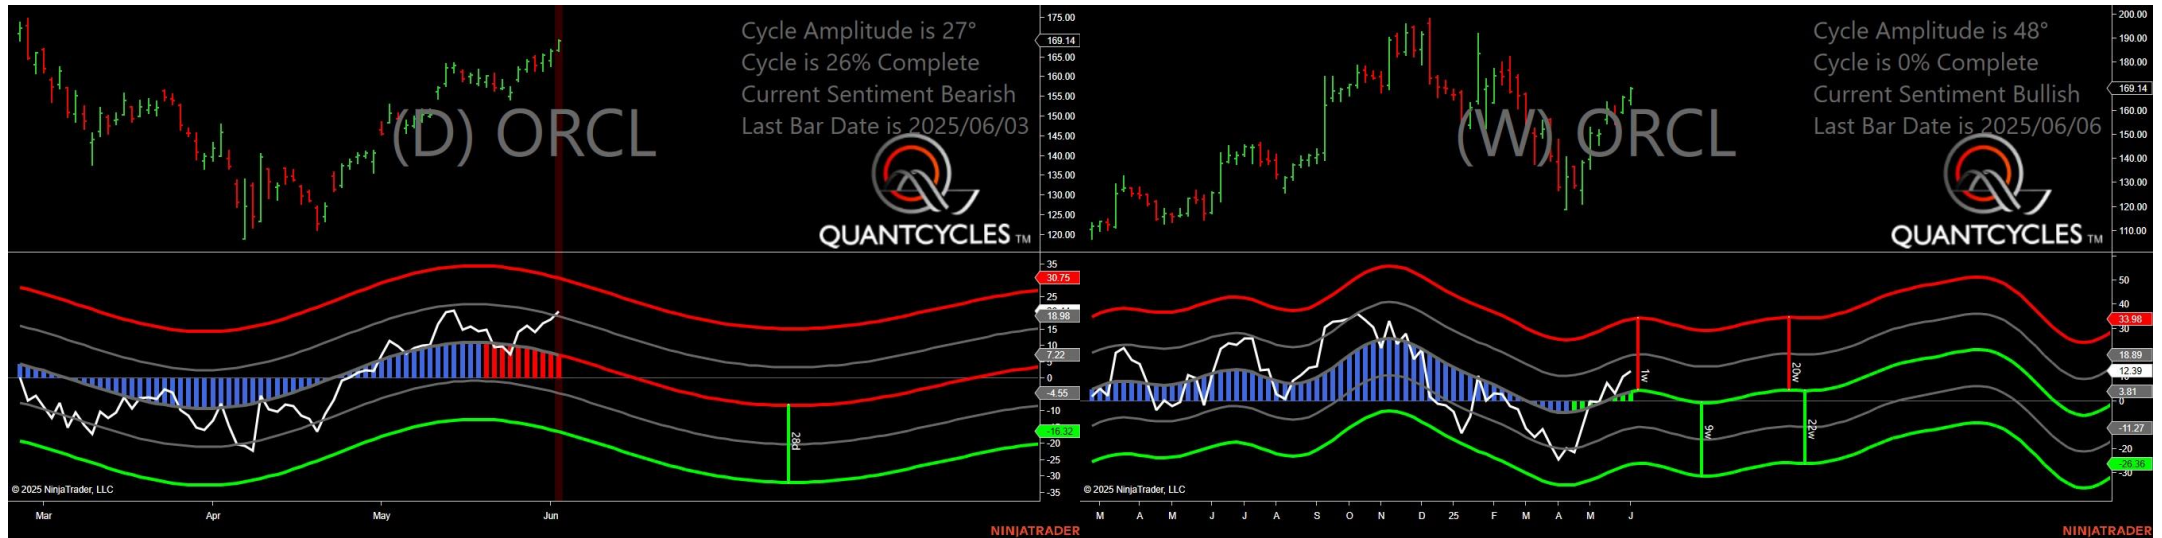 Cycle Amplitude is 27°
Cycle is 26% Complete
Current Sentiment Bearish
Last Bar Date is 2025/06/03
(D) ORCL
QUANTCYCLES TM
175.00
169.14
165.00
160.00
155.00
150.00
145.00
140.00
135.00
130.00
125.00
120.00
35
30.75
25
18.98
15
10
7.22
5
0
-4.55
-10
-16.32
-20
-25
-30
-35
28d
© 2025 NinjaTrader, LLC
Mar
Apr
May
Jun
NINJATRADER
Cycle Amplitude is 48°
Cycle is 0% Complete
Current Sentiment Bullish
Last Bar Date is 2025/06/06
(W) ORCL
QUANTCYCLES TM
200.00
190.00
180.00
169.14
160.00
150.00
140.00
130.00
120.00
110.00
50
40
33.98
30
18.89
12.39
3.81
0
-11.27
-20
-26.36
-30
1w
20w
9w
22w
© 2025 NinjaTrader, LLC
M A M J J A S O N D 25 F M A M J
NINJATRADER